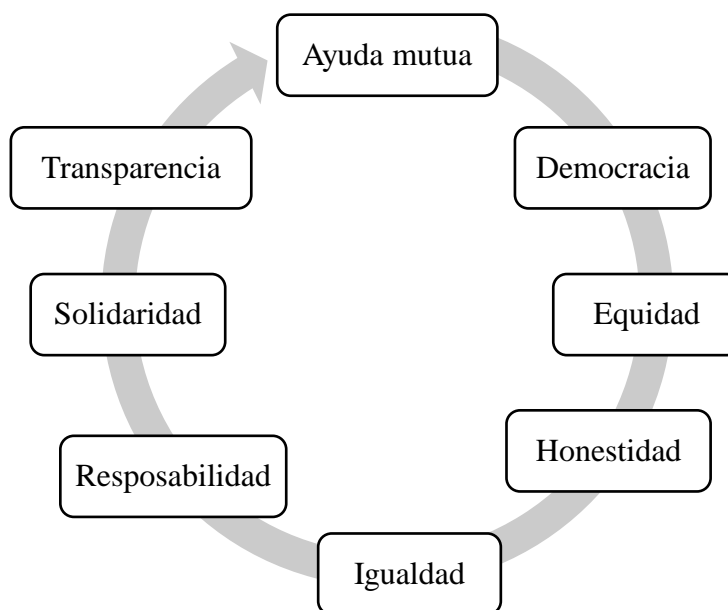 Ayuda mutua
Democracia
Equidad
Honestidad
Igualdad
Resposabilidad
Solidaridad
Transparencia